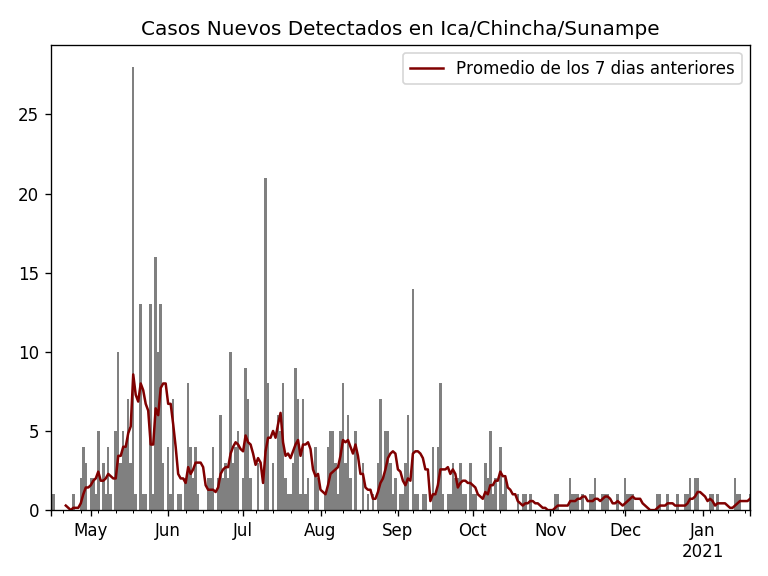 Casos Nuevos Detectados en Ica/Chincha/Sunampe
Promedio de los 7 dias anteriores
25
20
15
10
5
0
May Jun Jul Aug Sep Oct Nov Dec Jan
2021